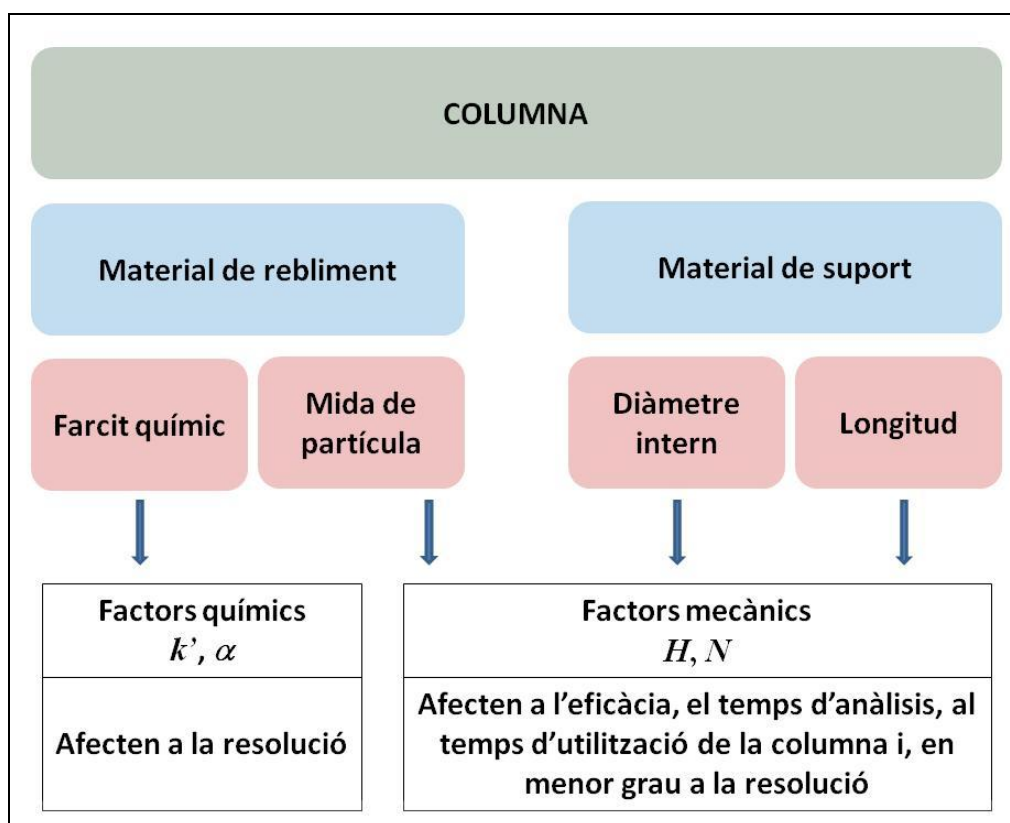 COLUMNA
Material de rebliment
Material de suport
Farcit químic
Mida de
partícula
Diàmetre
intern
Longitud
Factors químics
k’, α
Afecten a la resolució
Factors mecànics
H, N
Afecten a l’eficàcia, el temps d’anàlisis, al
temps d’utilització de la columna i, en
menor grau a la resolució